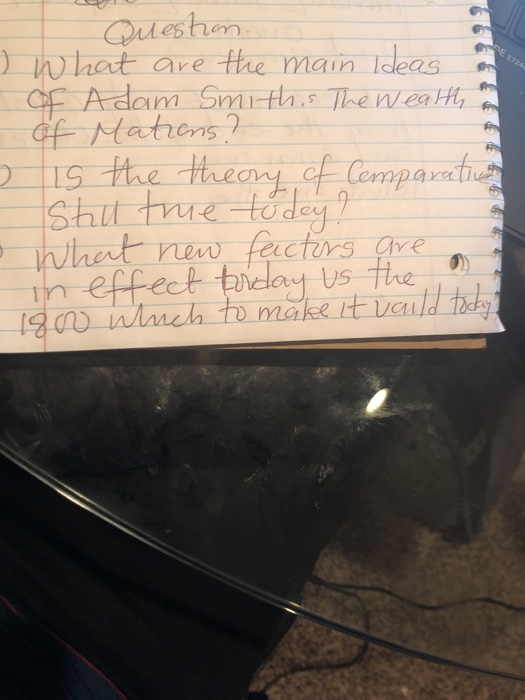 Question.
) What are the main Ideas
Of Adam Smith,s The Wealth
Of Nations?
) Is the theory of Comparative
Still true today?
What new factors are
in effect today vs the
1800 which to make it vaild today